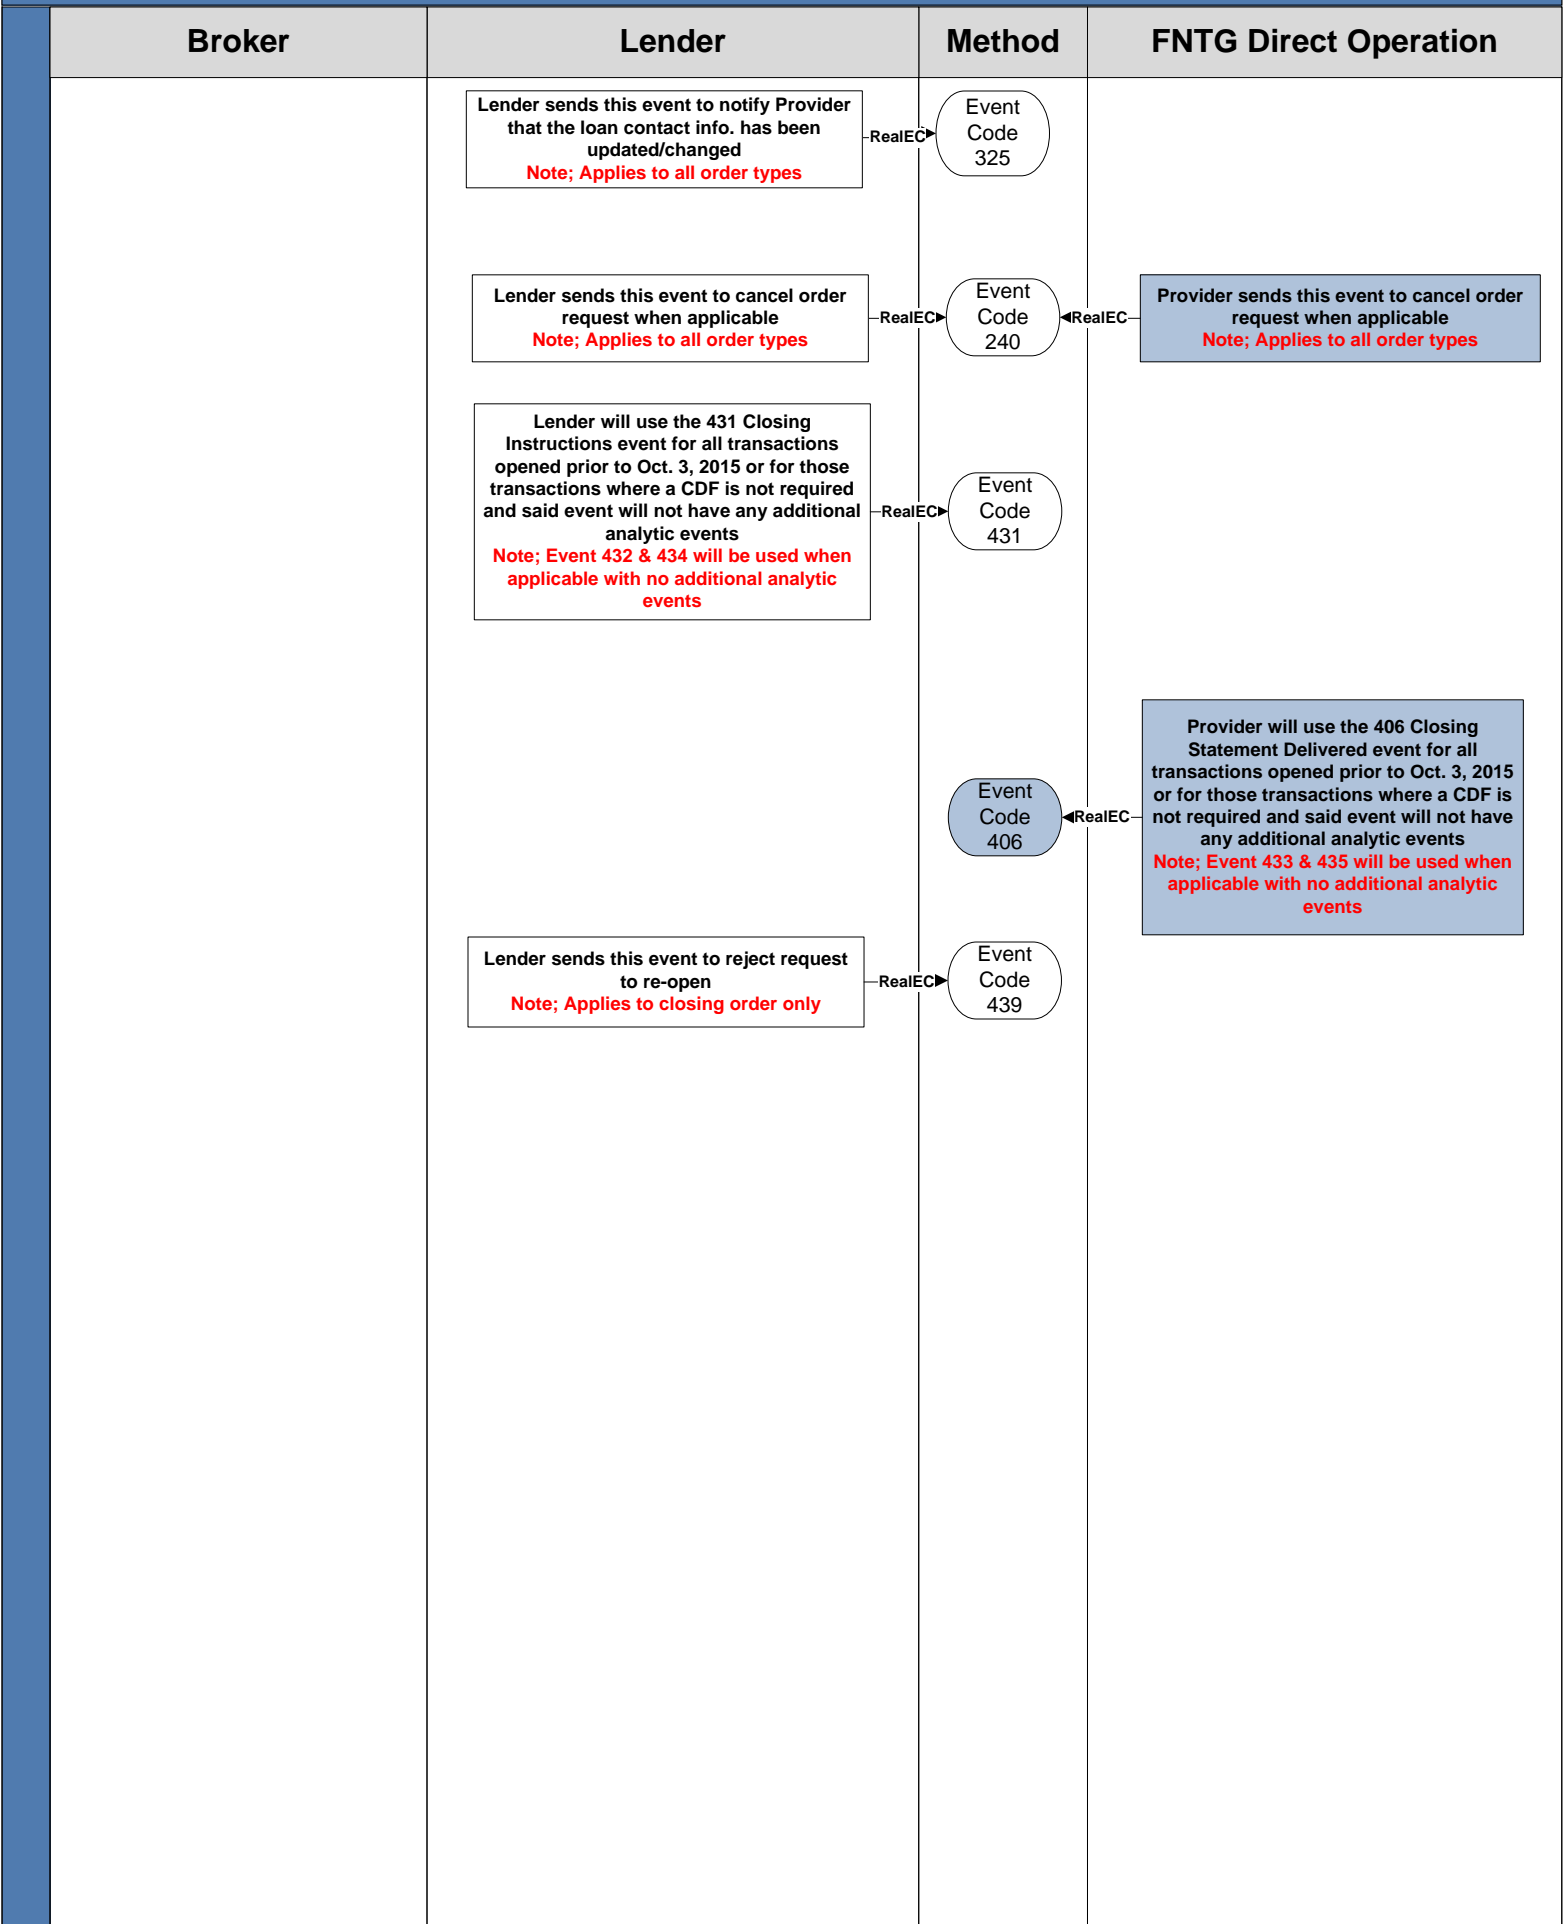 Broker
Lender
Method
FNTG Direct Operation
Lender sends this event to notify Provider
that the loan contact info. has been
updated/changed
Note; Applies to all order types
RealEC
Event
Code
325
Lender sends this event to cancel order
request when applicable
Note; Applies to all order types
RealEC
Event
Code
240
RealEC
Provider sends this event to cancel order
request when applicable
Note; Applies to all order types
Lender will use the 431 Closing
Instructions event for all transactions
opened prior to Oct. 3, 2015 or for those
transactions where a CDF is not required
and said event will not have any additional
analytic events
Note; Event 432 & 434 will be used when
applicable with no additional analytic
events
RealEC
Event
Code
431
Event
Code
406
RealEC
Provider will use the 406 Closing
Statement Delivered event for all
transactions opened prior to Oct. 3, 2015
or for those transactions where a CDF is
not required and said event will not have
any additional analytic events
Note; Event 433 & 435 will be used when
applicable with no additional analytic
events
Lender sends this event to reject request
to re-open
Note; Applies to closing order only
RealEC
Event
Code
439